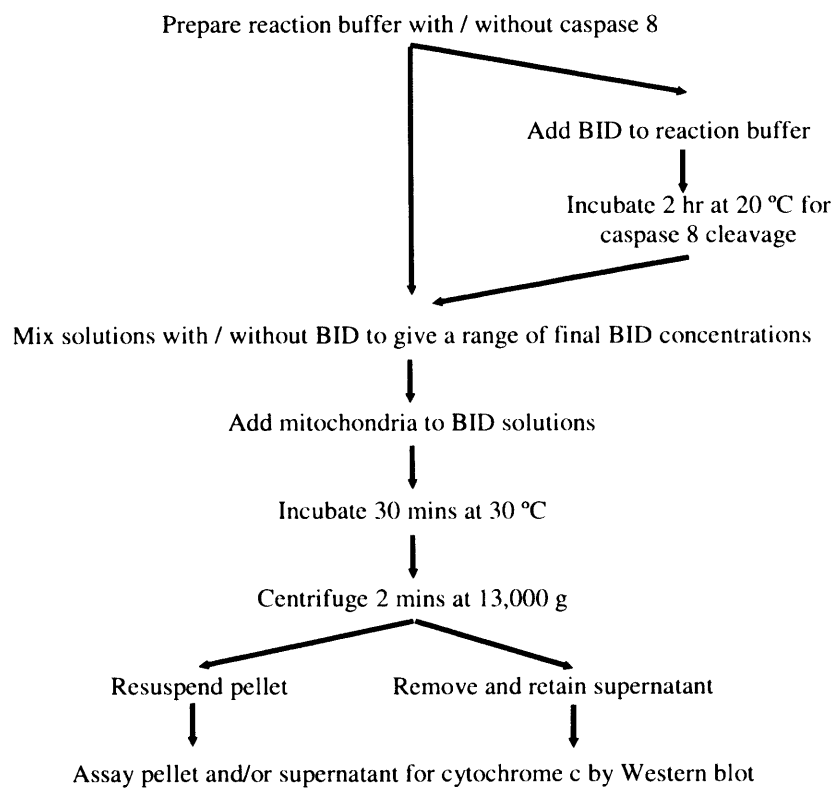 Prepare reaction buffer with / without caspase 8
Add BID to reaction buffer
Incubate 2 hr at 20 ºC for
caspase 8 cleavage
Mix solutions with / without BID to give a range of final BID concentrations
Add mitochondria to BID solutions
Incubate 30 mins at 30 ºC
Centrifuge 2 mins at 13,000 g
Resuspend pellet
Remove and retain supernatant
Assay pellet and/or supernatant for cytochrome c by Western blot